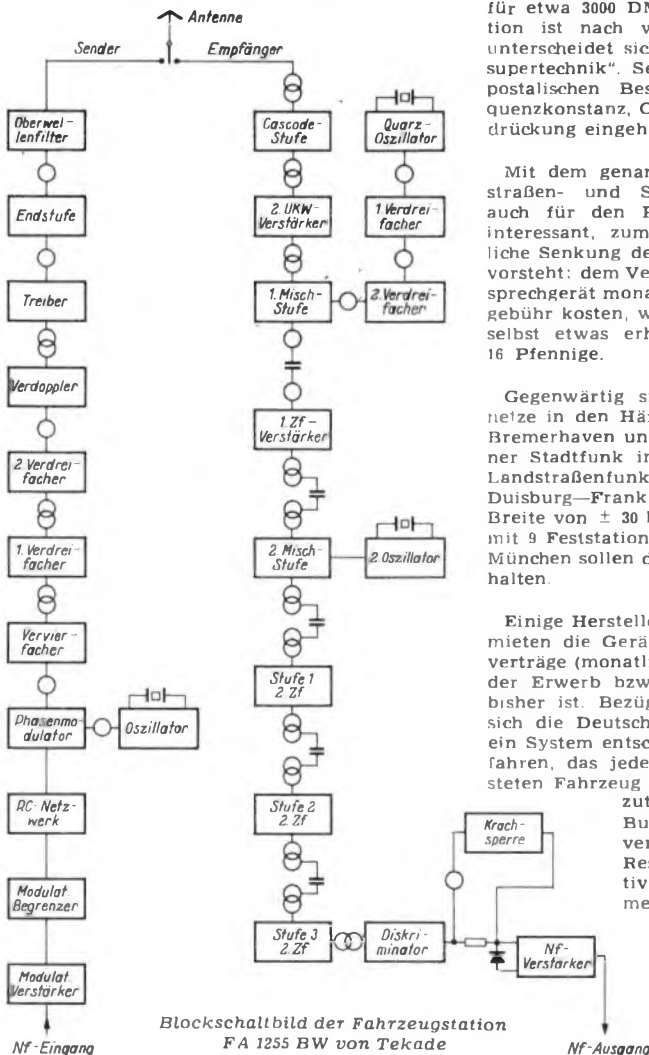 Antenne
Sender
Empfänger
Oberwel-
lenfilter
Endstufe
Treiber
Verdoppler
2. Verdrei-
facher
1. Verdrei-
facher
Vervier-
facher
Phasenmo-
dulator
Oszillator
RC-Netz-
werk
Modulat.
Begrenzer
Modulat.
Verstärker
Nf-Eingang
Cascode-
Stufe
Quarz-
Oszillator
2. UKW-
Verstärker
1. Verdrei-
facher
1. Misch-
Stufe
2. Verdrei-
facher
1. Zf-
Verstärker
2. Misch-
Stufe
2. Oszillator
Stufe 1
2. Zf
Stufe 2
2. Zf
Stufe 3
2. Zf
Diskri-
minator
Krach-
sperre
Nf-
Verstärker
Nf-Ausgang
Blockschaltbild der Fahrzeugstation
FA 1255 BW von Tekade
für etwa 3000 DM
tion ist nach v
unterscheidet sic
supertechnik“. Se
postalischen Bes
quenzkonstanz, O
drückung eingeh
Mit dem genar
straßen- und S
auch für den F
interessant, zum
liche Senkung de
vorsteht: dem Ve
sprechgerät mona
gebühr kosten, w
selbst etwas erh
16 Pfennige.
Gegenwärtig s
netze in den Hä
Bremerhaven un
ner Stadtfunk in
Landstraßenfunk
Duisburg—Frank
Breite von ± 30 
mit 9 Feststation
München sollen d
halten.
Einige Herstelle
mieten die Gerä
verträge (monatl
der Erwerb bzw
bisher ist. Bezüg
sich die Deutsch
ein System entsc
fahren, das jede
steten Fahrzeug
zut
Bu
ver
Res
tiv
me